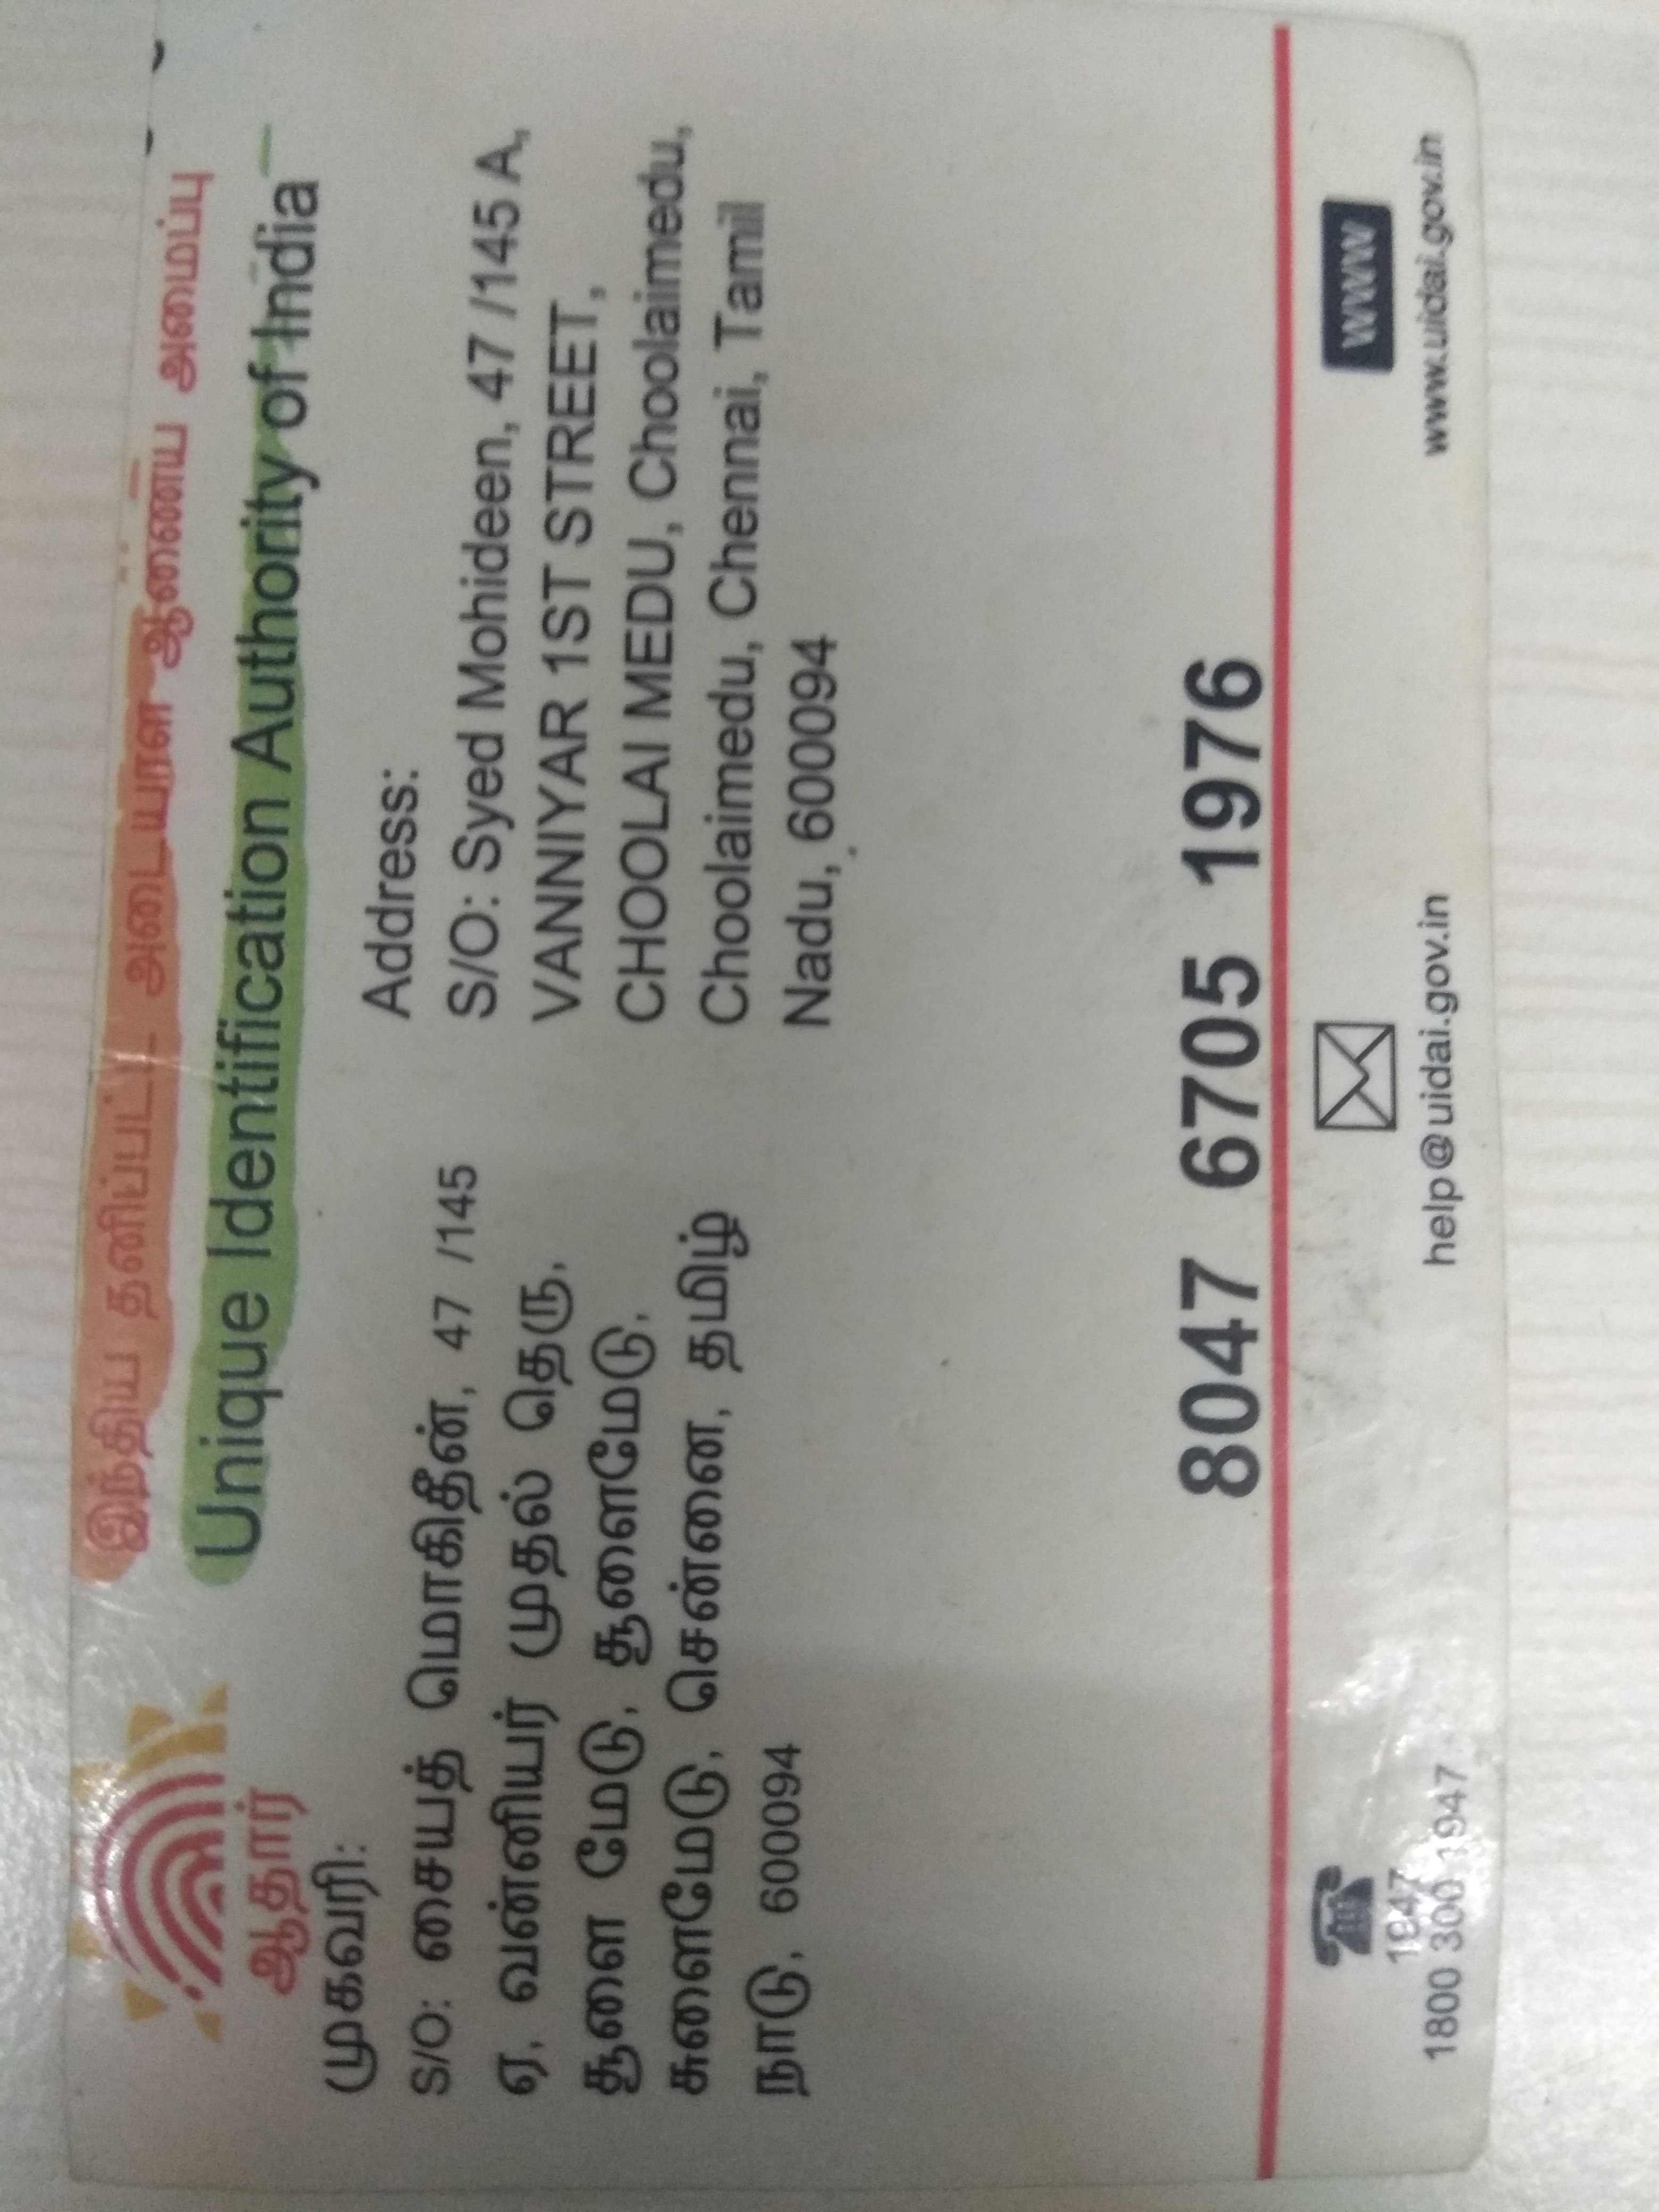 இந்திய தனிப்பட்ட அடையாள ஆணைய அமைப்பு
Unique Identification Authority of India
ஆதார்
முகவரி:
S/O: சையத் மொகிதீன், 47 /145
ஏ, வன்னியர் முதல் தெரு,
சூளை மேடு, சூளைமேடு,
சுளைமேடு, சென்னை, தமிழ்
நாடு, 600094
Address:
S/O: Syed Mohideen, 47 /145 A,
VANNIYAR 1ST STREET,
CHOOLAI MEDU, Choolaimedu,
Choolaimedu, Chennai, Tamil
Nadu, 600094
8047 6705 1976
1947
1800 300 1947
help@uidai.gov.in
WWW
www.uidai.gov.in